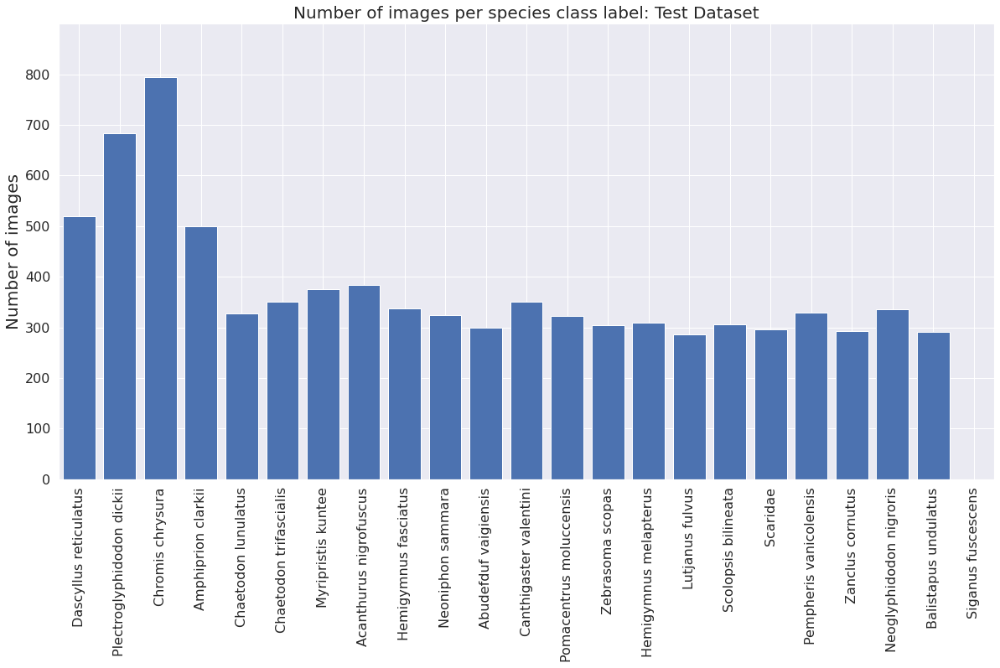 Number of images per species class label: Test Dataset
Number of images
800
700
600
500
400
300
200
100
0
Dascyllus reticulatus
Plectroglyphidodon dickii
Chromis chrysura
Amphiprion clarkii
Chaetodon lunulatus
Chaetodon trifascialis
Myripristis kuntee
Acanthurus nigrofuscus
Hemigymnus fasciatus
Neoniphon sammara
Abudefduf vaigiensis
Canthigaster valentini
Pomacentrus moluccensis
Zebrasoma scopas
Hemigymnus melapterus
Lutjanus fulvus
Scolopsis bilineata
Scaridae
Pempheris vanicolensis
Zanclus cornutus
Neoglyphidodon nigroris
Balistapus undulatus
Siganus fuscescens